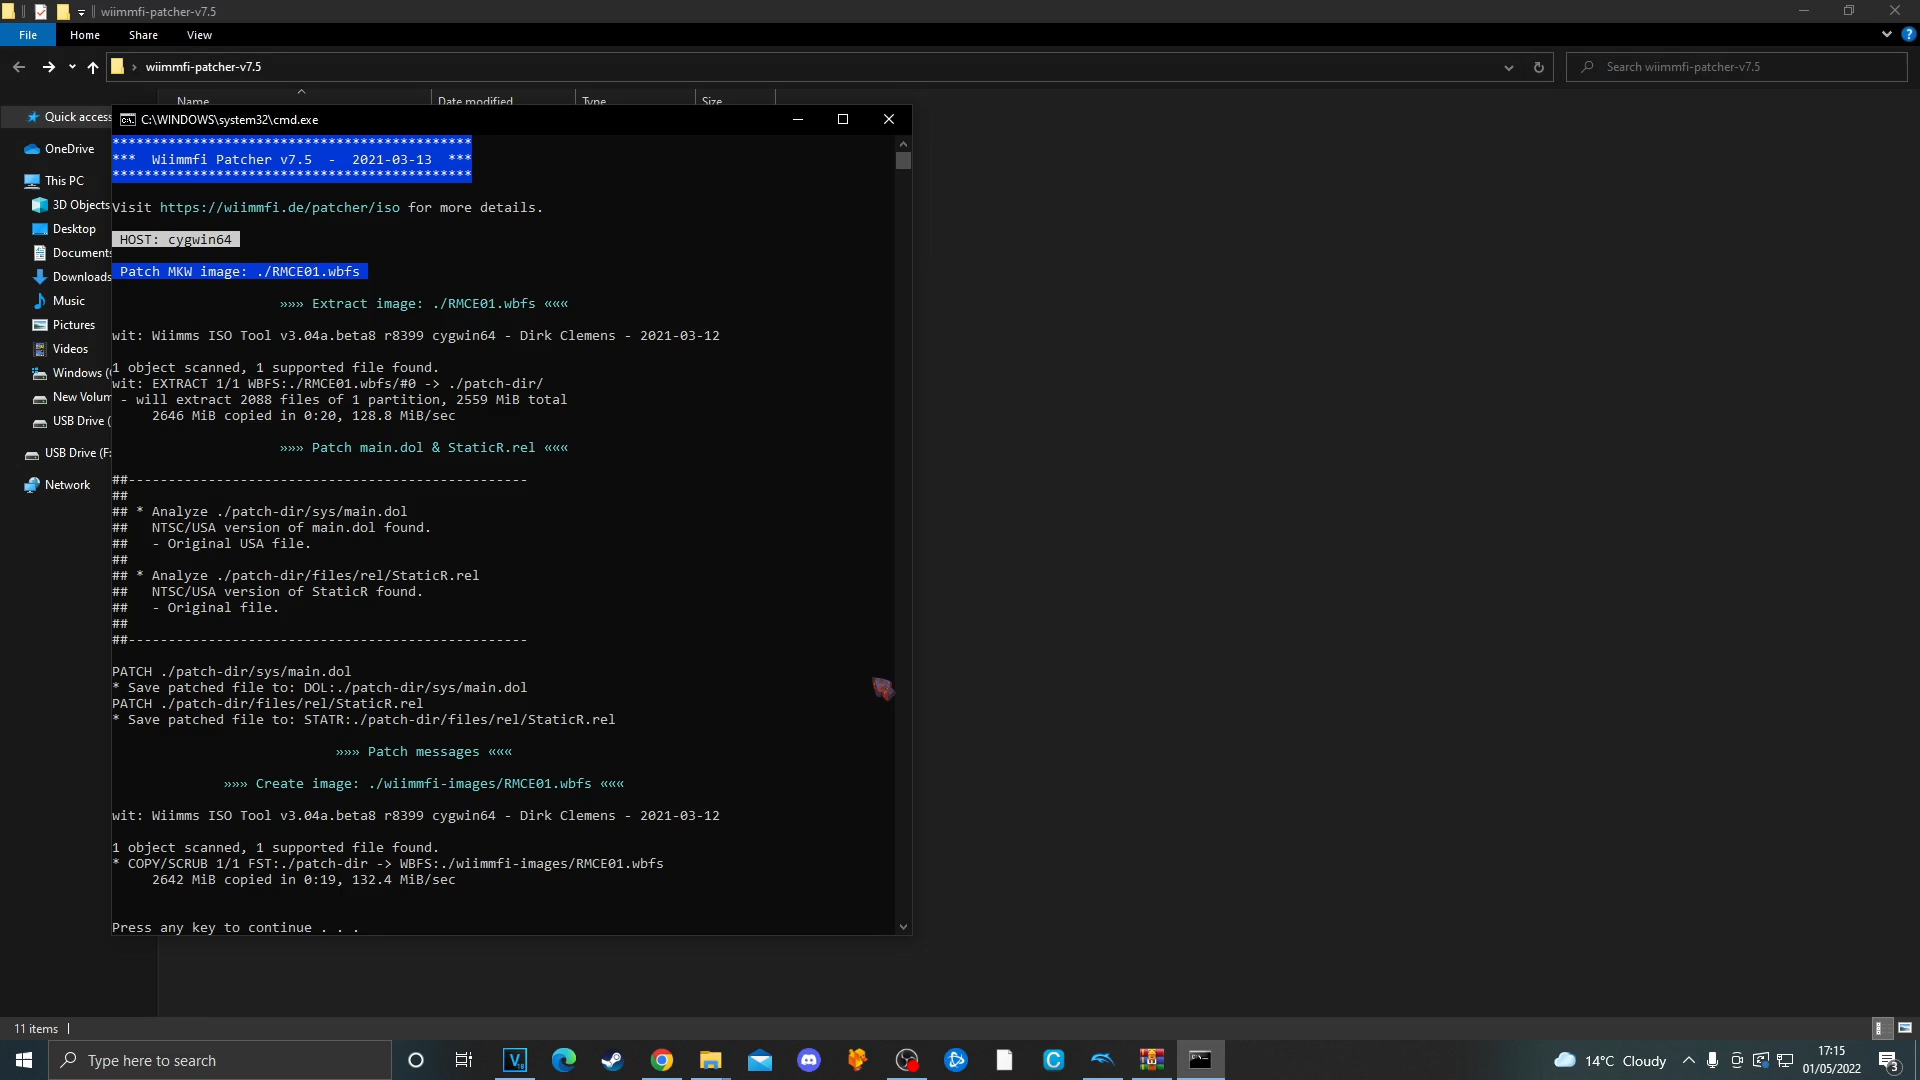 wiimmfi-patcher-v7.5
File Home Share View
wiimmfi-patcher-v7.5
Search wiimmfi-patcher-v7.5
Name Date modified Type Size
Quick access
OneDrive
This PC
3D Objects
Desktop
Documents
Downloads
Music
Pictures
Videos
Windows (
New Volum
USB Drive (
USB Drive (F:
Network
C:\WINDOWS\system32\cmd.exe
*********************************************
*** Wiimmfi Patcher v7.5 - 2021-03-13 ***
*********************************************
Visit https://wiimmfi.de/patcher/iso for more details.
HOST: cygwin64
Patch MKW image: ./RMCE01.wbfs
»»» Extract image: ./RMCE01.wbfs «««
wit: Wiimms ISO Tool v3.04a.beta8 r8399 cygwin64 - Dirk Clemens - 2021-03-12
1 object scanned, 1 supported file found.
wit: EXTRACT 1/1 WBFS:./RMCE01.wbfs/#0 -> ./patch-dir/
- will extract 2088 files of 1 partition, 2559 MiB total
2646 MiB copied in 0:20, 128.8 MiB/sec
»»» Patch main.dol & StaticR.rel «««
##--------------------------------------------------
##
## * Analyze ./patch-dir/sys/main.dol
## NTSC/USA version of main.dol found.
## - Original USA file.
##
## * Analyze ./patch-dir/files/rel/StaticR.rel
## NTSC/USA version of StaticR found.
## - Original file.
##
##--------------------------------------------------
PATCH ./patch-dir/sys/main.dol
* Save patched file to: DOL:./patch-dir/sys/main.dol
PATCH ./patch-dir/files/rel/StaticR.rel
* Save patched file to: STATR:./patch-dir/files/rel/StaticR.rel
»»» Patch messages «««
»»» Create image: ./wiimmfi-images/RMCE01.wbfs «««
wit: Wiimms ISO Tool v3.04a.beta8 r8399 cygwin64 - Dirk Clemens - 2021-03-12
1 object scanned, 1 supported file found.
* COPY/SCRUB 1/1 FST:./patch-dir -> WBFS:./wiimmfi-images/RMCE01.wbfs
2642 MiB copied in 0:19, 132.4 MiB/sec
Press any key to continue . . .
11 items
Type here to search
14°C Cloudy
17:15
01/05/2022
3